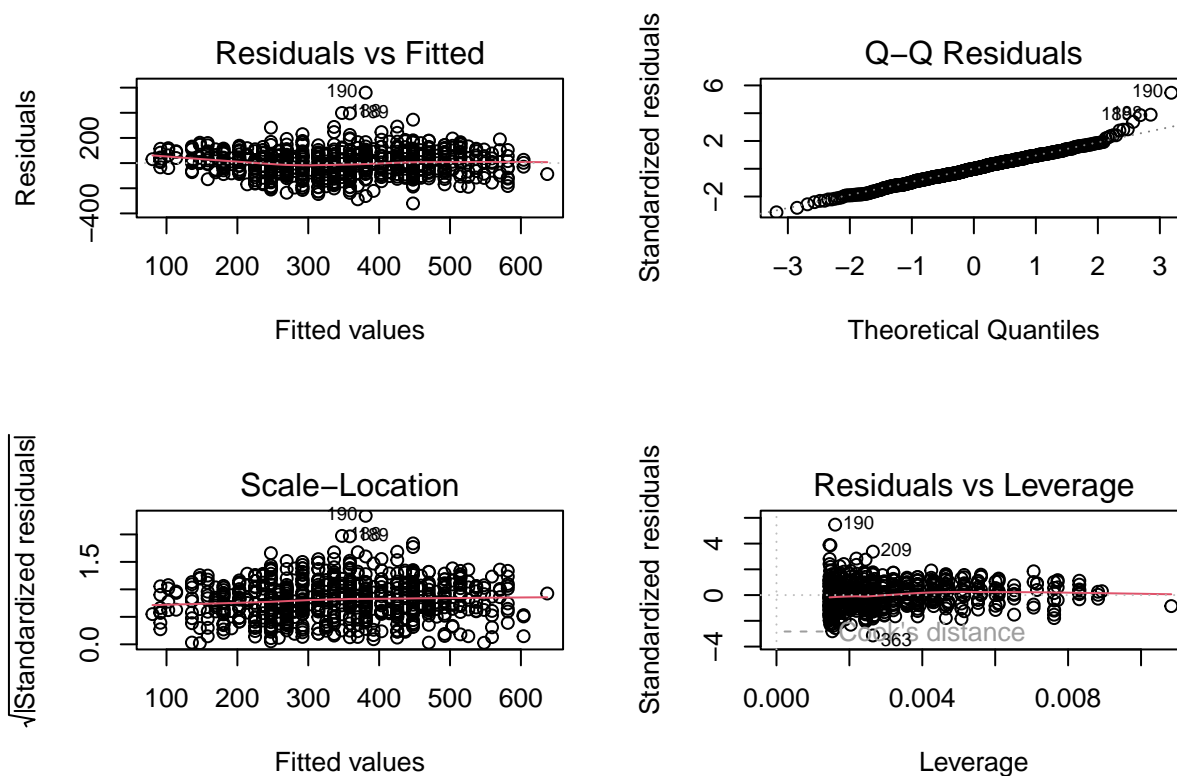 Residuals vs Fitted
Residuals
200
−400
190
189
100 200 300 400 500 600
Fitted values
Q−Q Residuals
Standardized residuals
6
2
−2
190
−3 −2 −1 0 1 2 3
Theoretical Quantiles
Scale−Location
√|Standardized residuals|
1.5
0.0
190
189
100 200 300 400 500 600
Fitted values
Residuals vs Leverage
Standardized residuals
4
0
−4
190
209
Cook's distance
363
0.000 0.004 0.008
Leverage